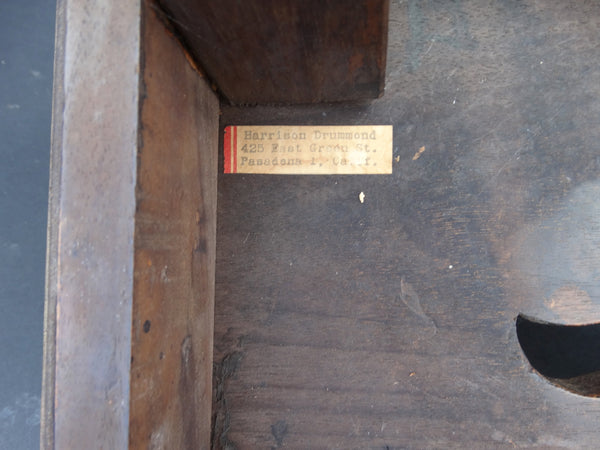 Harrison Drummond
425 East Green St.
Pasadena 1, Calif.